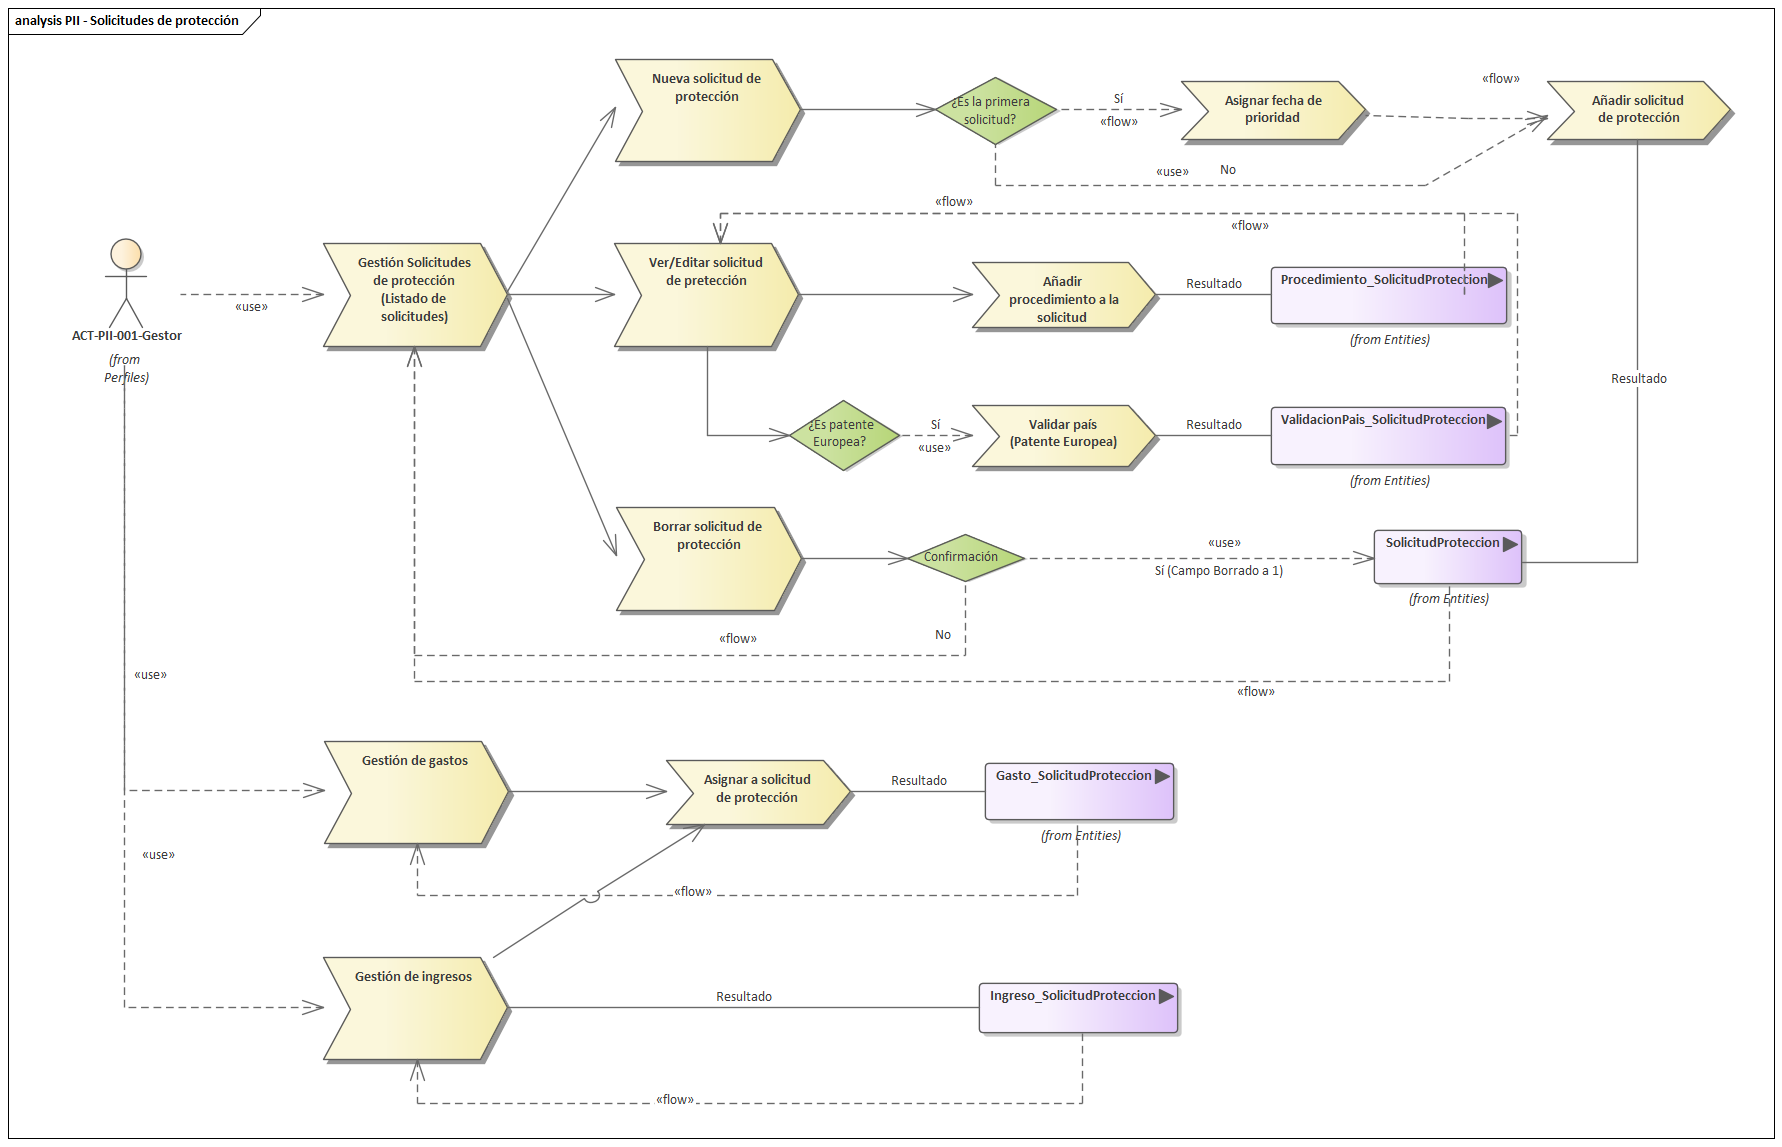 analysis PII - Solicitudes de protección
Nueva solicitud de
protección
¿Es la primera
solicitud?
Sí
«flow»
Asignar fecha de
prioridad
«flow»
Añadir solicitud
de protección
«use»
No
«flow»
«flow»
ACT-PII-001-Gestor
(from
Perfiles)
«use»
Gestión Solicitudes
de protección
(Listado de
solicitudes)
Ver/Editar solicitud
de pretección
Añadir
procedimiento a la
solicitud
Resultado
Procedimiento_SolicitudProteccion
(from Entities)
Resultado
¿Es patente
Europea?
Sí
«use»
Validar país
(Patente Europea)
Resultado
ValidacionPais_SolicitudProteccion
(from Entities)
Borrar solicitud de
protección
Confirmación
«use»
Sí (Campo Borrado a 1)
SolicitudProteccion
(from Entities)
No
«flow»
«flow»
«use»
Gestión de gastos
Asignar a solicitud
de protección
Resultado
Gasto_SolicitudProteccion
(from Entities)
«use»
«flow»
Gestión de ingresos
Resultado
Ingreso_SolicitudProteccion
«flow»